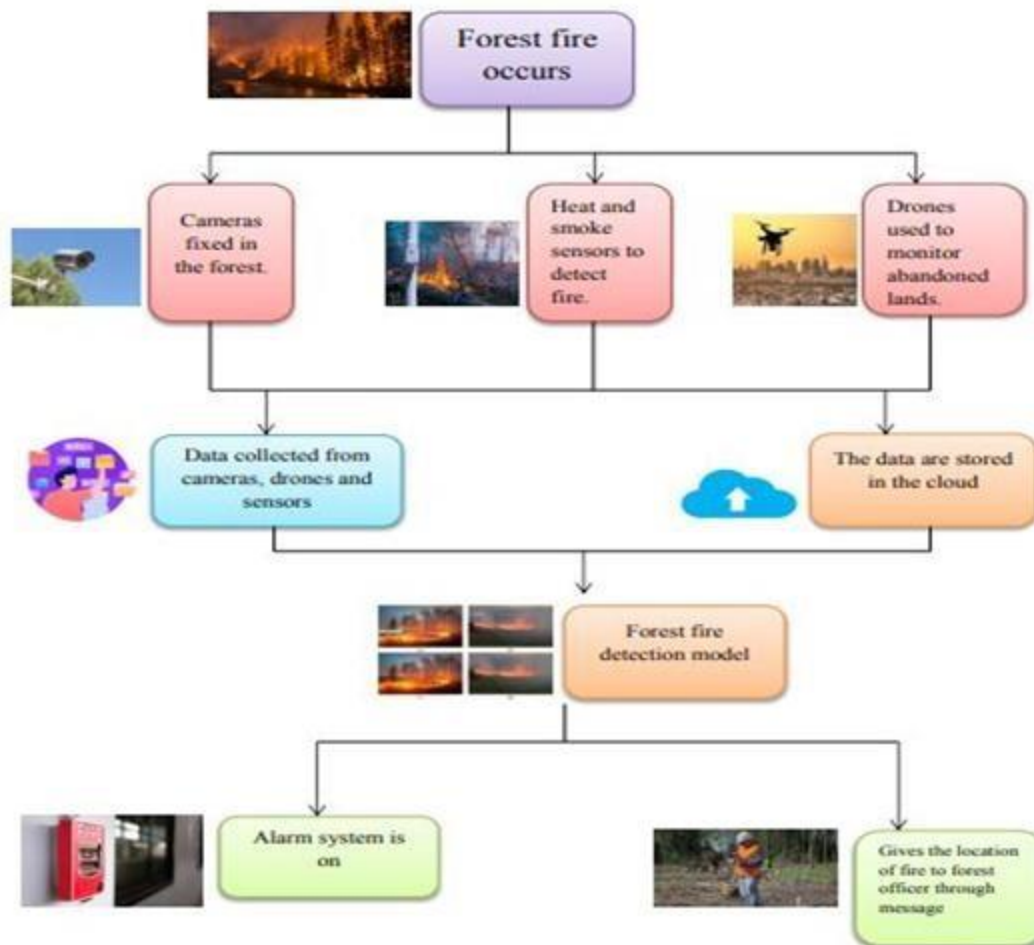 Forest fire
occurs
Cameras
fixed in
the forest.
Heat and
smoke
sensors to
detect
fire.
Drones
used to
monitor
abandoned
lands.
Data collected from
cameras, drones and
sensors
The data are stored
in the cloud
Forest fire
detection model
Alarm system is
on
Gives the location
of fire to forest
officer through
message